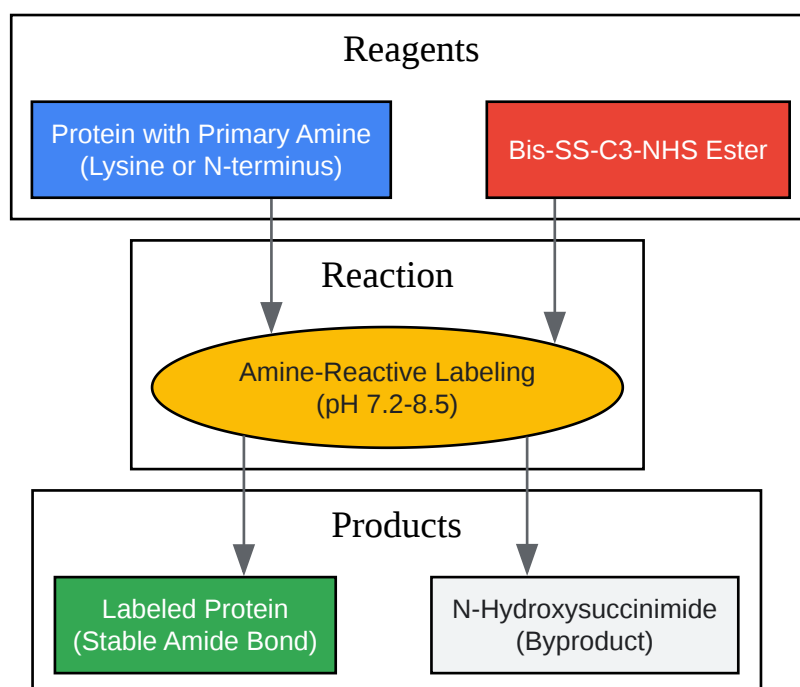 Reagents
Protein with Primary Amine
(Lysine or N-terminus)
Bis-SS-C3-NHS Ester
Reaction
Amine-Reactive Labeling
(pH 7.2-8.5)
Products
Labeled Protein
(Stable Amide Bond)
N-Hydroxysuccinimide
(Byproduct)